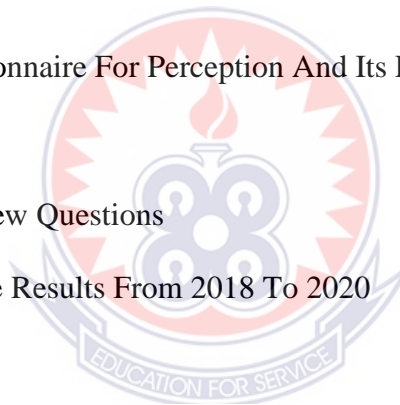 onnaire For Perception And Its
ew Questions
e Results From 2018 To 2020
EDUCATION FOR SERVICE